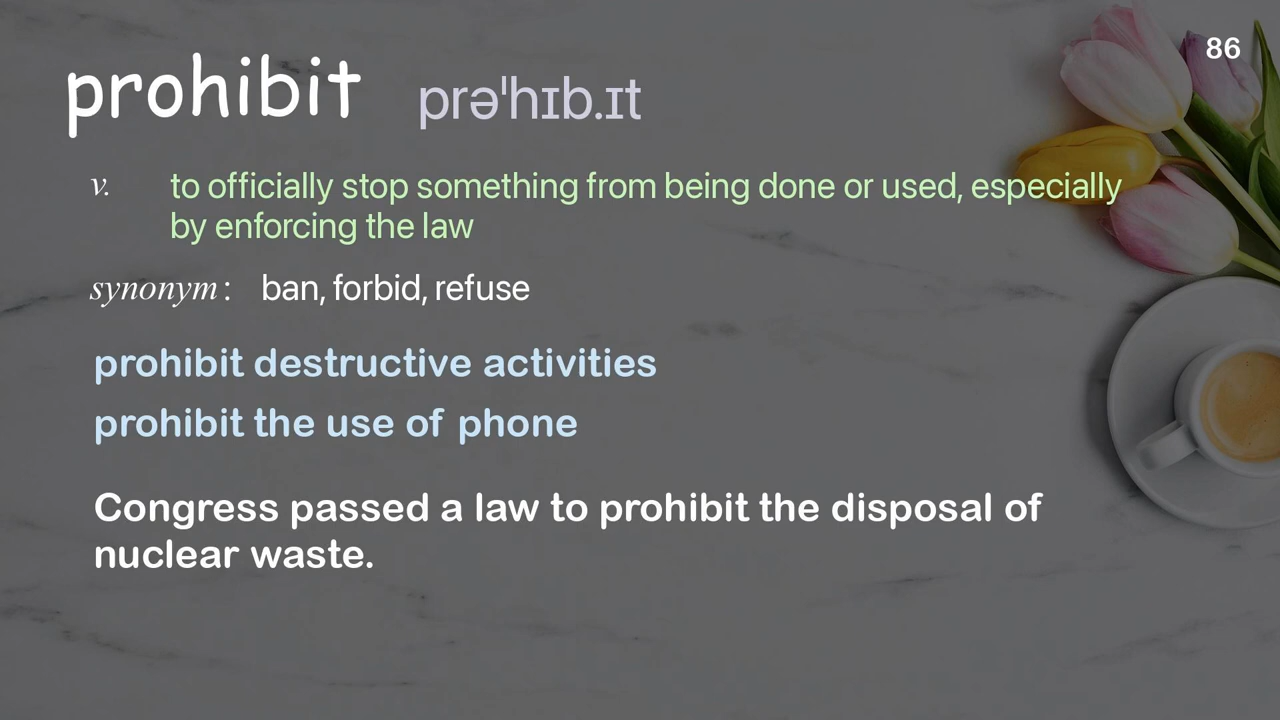 86
prohibit prəˈhɪb.ɪt
v. to officially stop something from being done or used, especially
by enforcing the law
synonym : ban, forbid, refuse
prohibit destructive activities
prohibit the use of phone
Congress passed a law to prohibit the disposal of
nuclear waste.